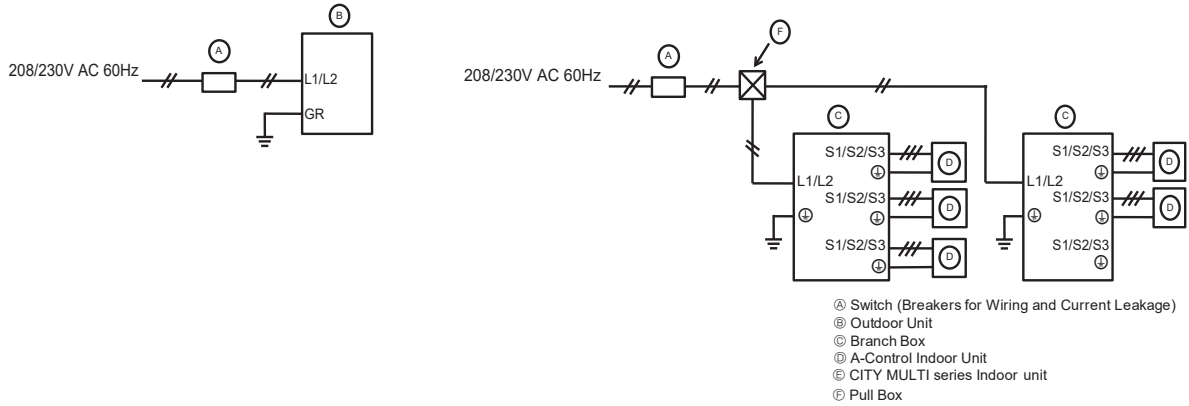 Ⓑ
Ⓐ
208/230V AC 60Hz
L1/L2
GR
Ⓕ
Ⓐ
208/230V AC 60Hz
Ⓒ
S1/S2/S3
Ⓓ
L1/L2
S1/S2/S3
Ⓓ
S1/S2/S3
Ⓓ
Ⓒ
S1/S2/S3
Ⓓ
L1/L2
S1/S2/S3
Ⓓ
S1/S2/S3
Ⓐ Switch (Breakers for Wiring and Current Leakage)
Ⓑ Outdoor Unit
Ⓒ Branch Box
Ⓓ A-Control Indoor Unit
Ⓔ CITY MULTI series Indoor unit
Ⓕ Pull Box